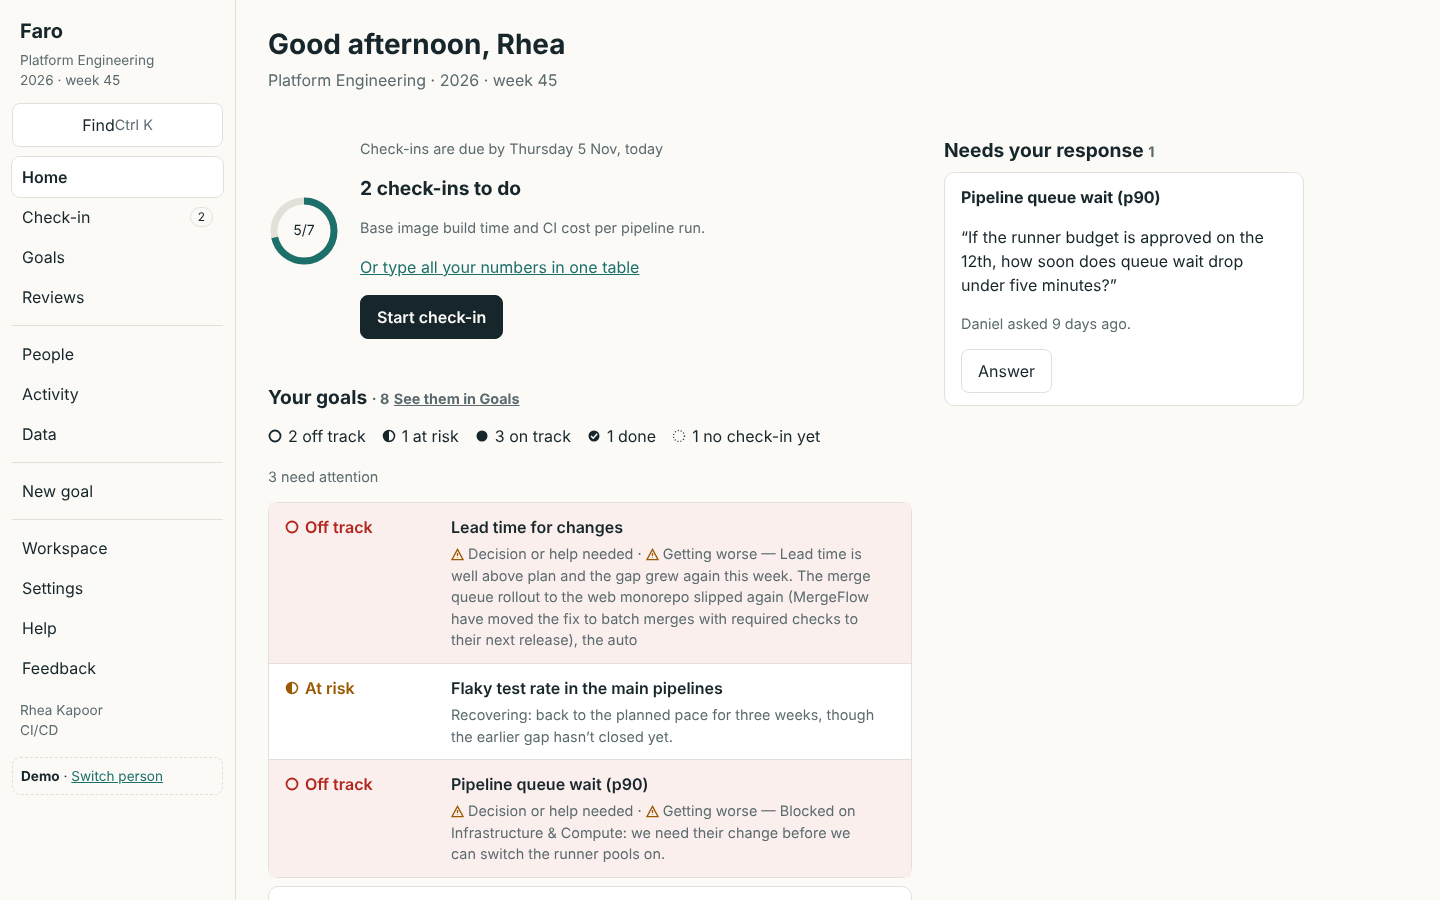 Faro
Platform Engineering
2026 · week 45
Find Ctrl K
Home
Check-in 2
Goals
Reviews
People
Activity
Data
New goal
Workspace
Settings
Help
Feedback
Rhea Kapoor
CI/CD
Demo · Switch person
Good afternoon, Rhea
Platform Engineering · 2026 · week 45
5/7
Check-ins are due by Thursday 5 Nov, today
2 check-ins to do
Base image build time and CI cost per pipeline run.
Or type all your numbers in one table
Start check-in
Your goals · 8 See them in Goals
2 off track 1 at risk 3 on track 1 done 1 no check-in yet
3 need attention
Off track
Lead time for changes
Decision or help needed · Getting worse — Lead time is
well above plan and the gap grew again this week. The merge
queue rollout to the web monorepo slipped again (MergeFlow
have moved the fix to batch merges with required checks to
their next release), the auto
At risk
Flaky test rate in the main pipelines
Recovering: back to the planned pace for three weeks, though
the earlier gap hasn’t closed yet.
Off track
Pipeline queue wait (p90)
Decision or help needed · Getting worse — Blocked on
Infrastructure & Compute: we need their change before we
can switch the runner pools on.
Needs your response 1
Pipeline queue wait (p90)
“If the runner budget is approved on the
12th, how soon does queue wait drop
under five minutes?”
Daniel asked 9 days ago.
Answer